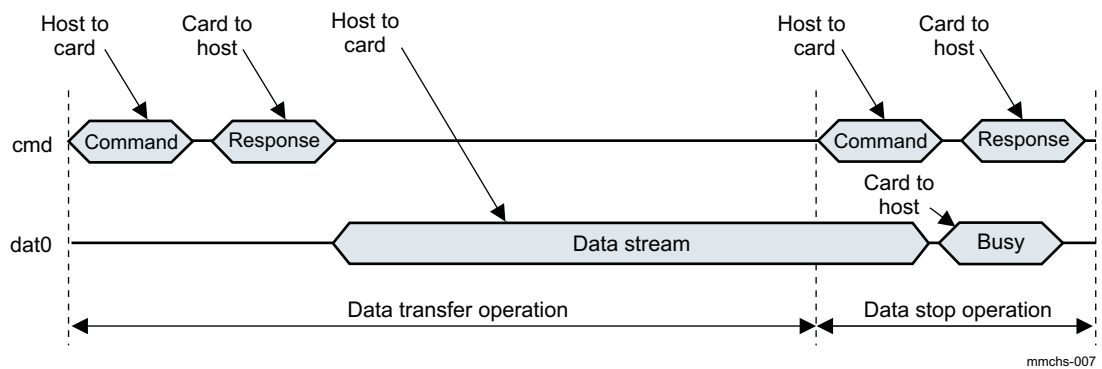 Host to
card
Card to
host
Host to
card
Host to
card
Card to
host
cmd
Command
Response
Command
Response
Card to
host
dat0
Data stream
Busy
Data transfer operation
Data stop operation
mmchs-007